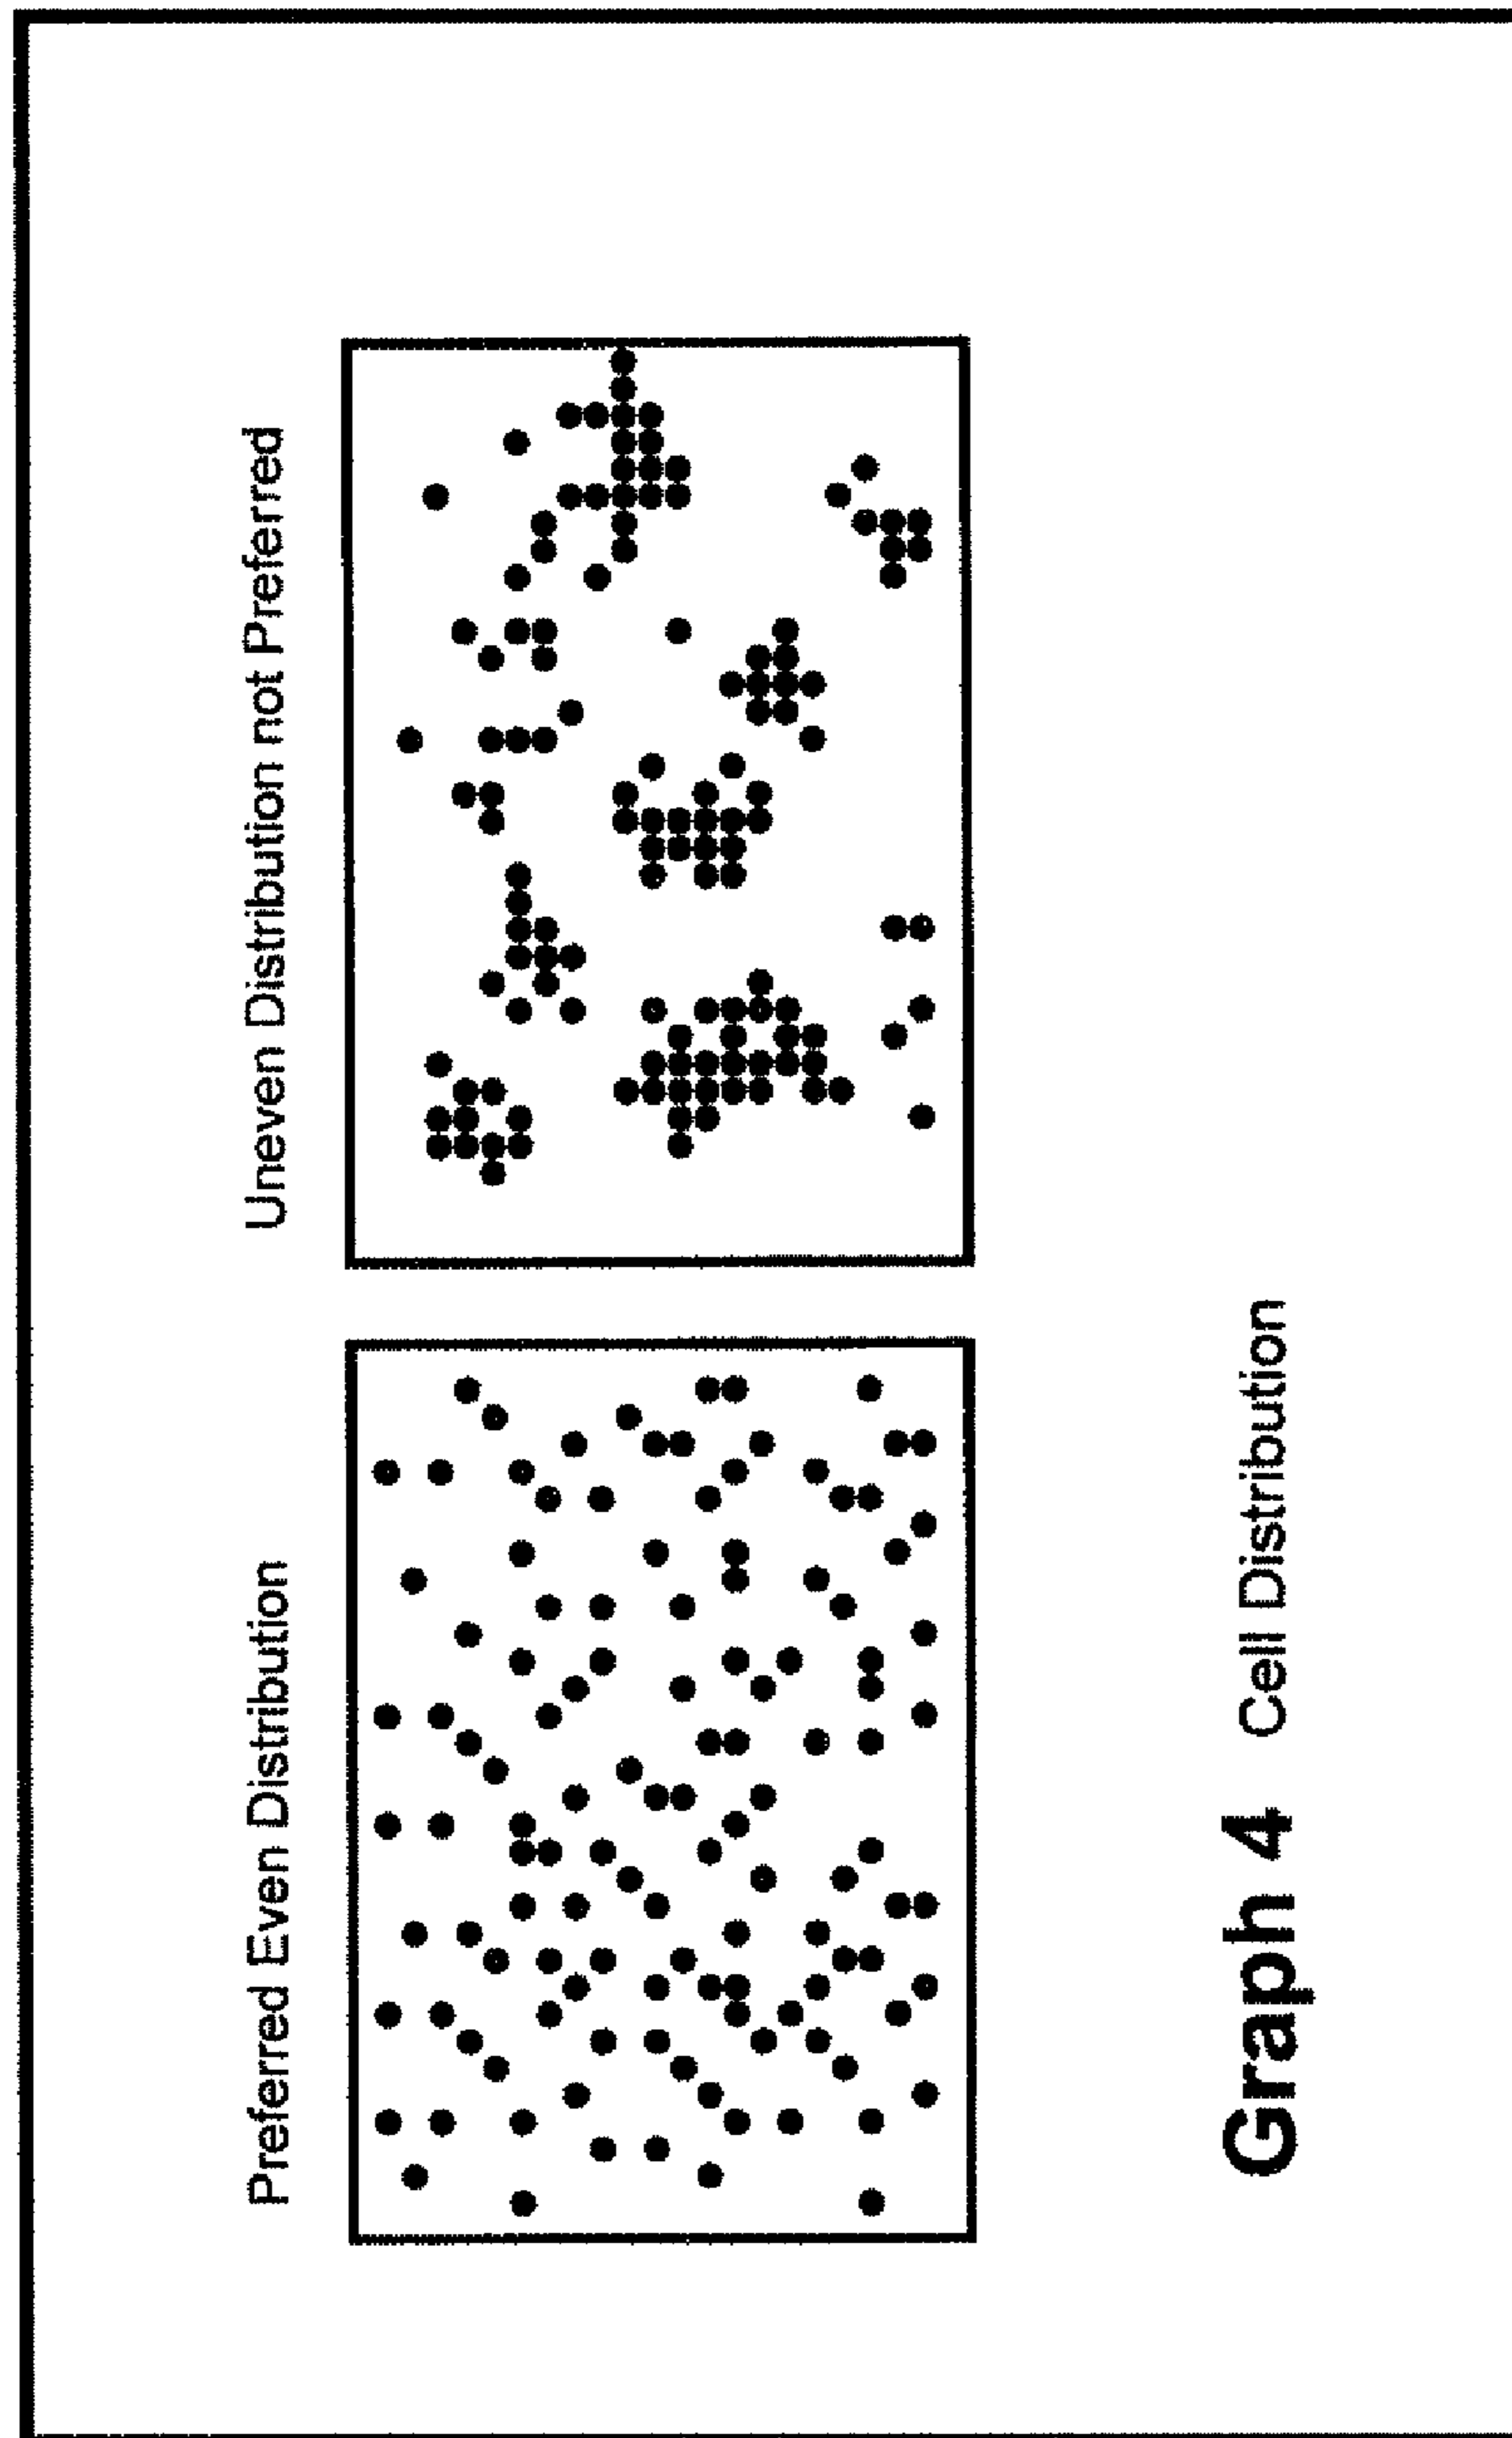 Preferred Even Distribution
Uneven Distribution not Preferred
Graph 4 Cell Distribution